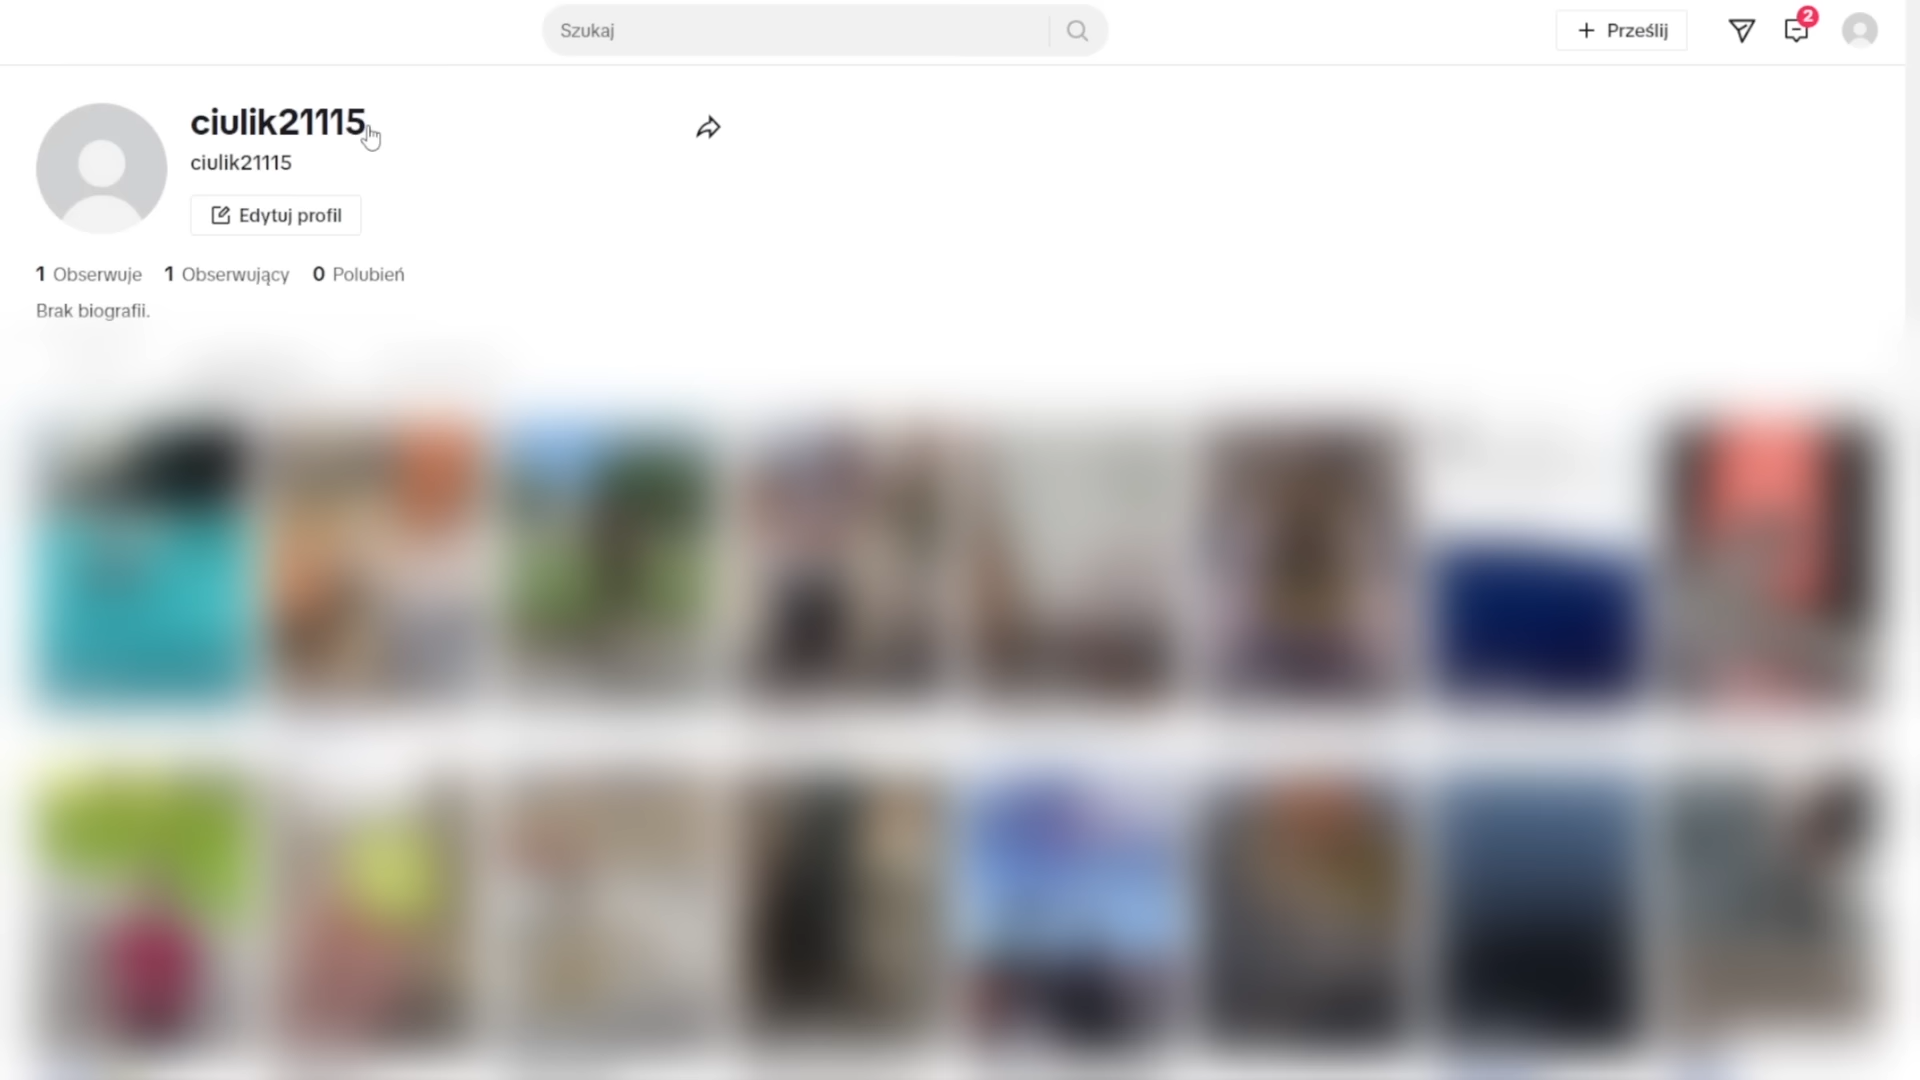 Szukaj
Prześlij
2
ciulik21115
ciulik21115
Edytuj profil
1 Obserwuje 1 Obserwujący 0 Polubień
Brak biografii.